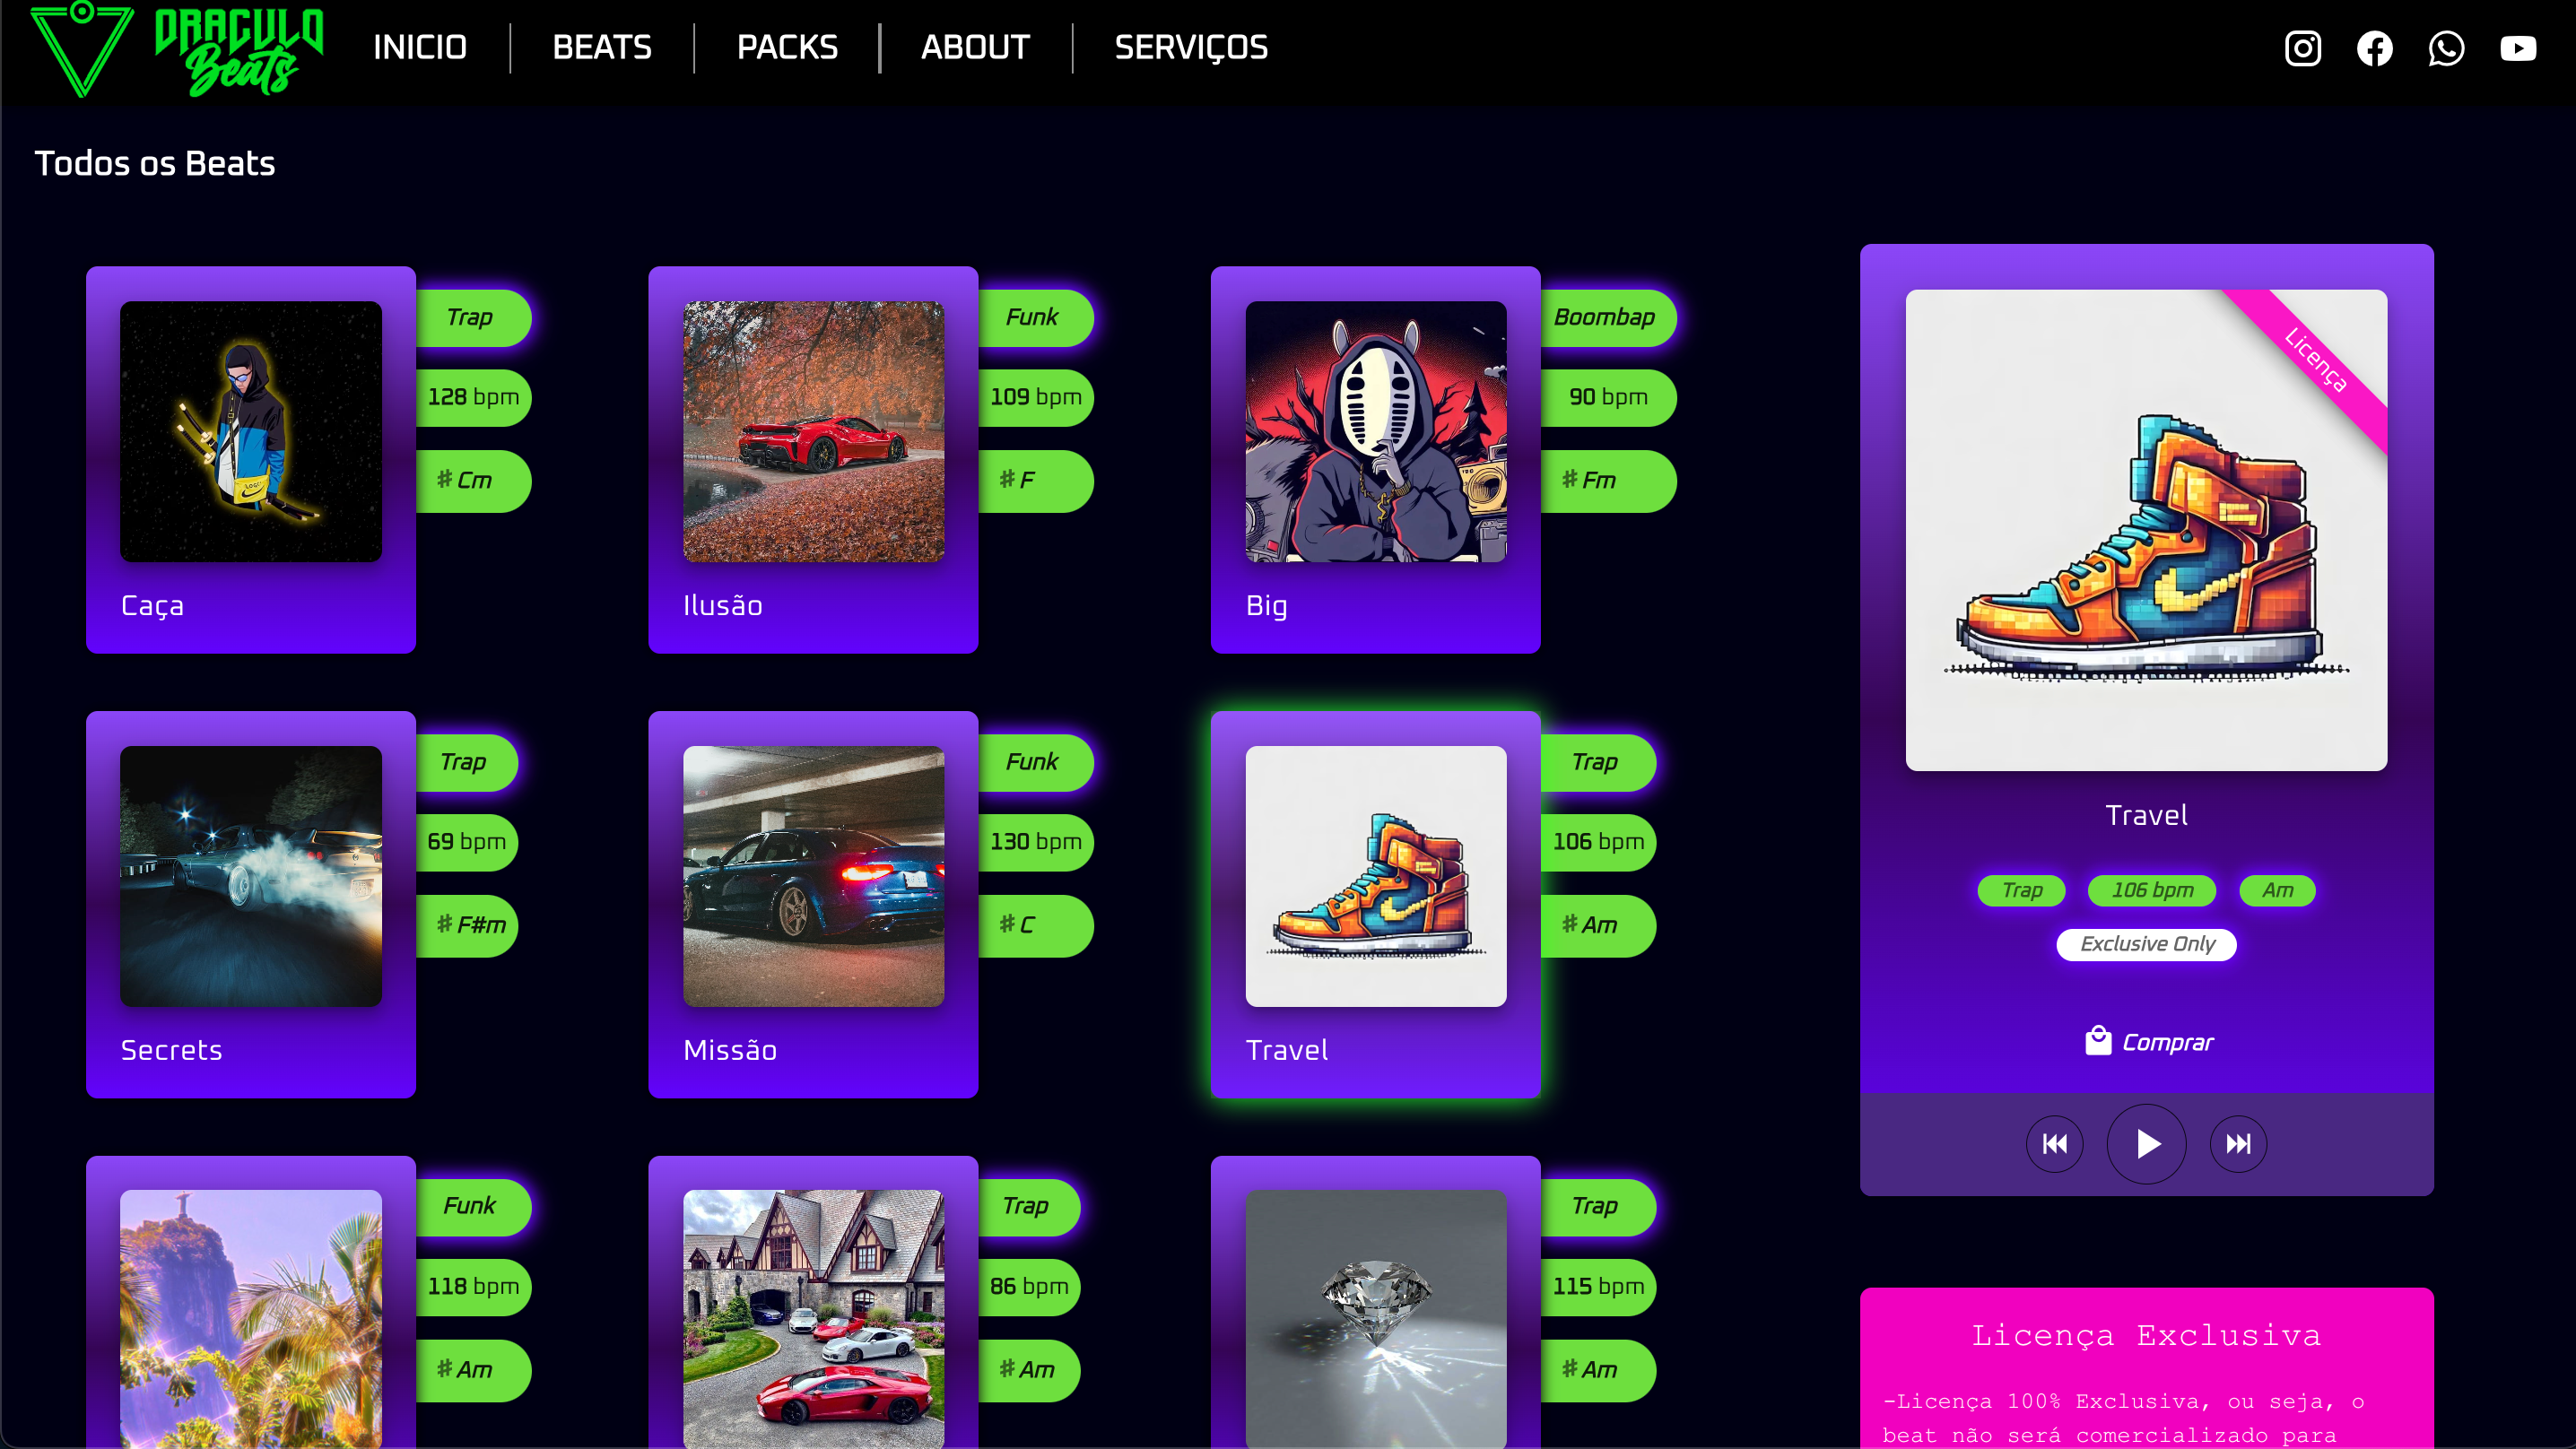 DRACULO
Beats
INICIO
BEATS
PACKS
ABOUT
SERVIÇOS
Todos os Beats
Trap
128 bpm
# Cm
Caça
Funk
109 bpm
# F
Ilusão
Boombap
90 bpm
# Fm
Big
Trap
69 bpm
# F#m
Secrets
Funk
130 bpm
# C
Missão
Trap
106 bpm
# Am
Travel
Funk
118 bpm
# Am
Trap
86 bpm
# Am
Trap
115 bpm
# Am
Licença
Travel
Trap
106 bpm
Am
Exclusive Only
Comprar
Licença Exclusiva
-Licença 100% Exclusiva, ou seja, o
beat não será comercializado para